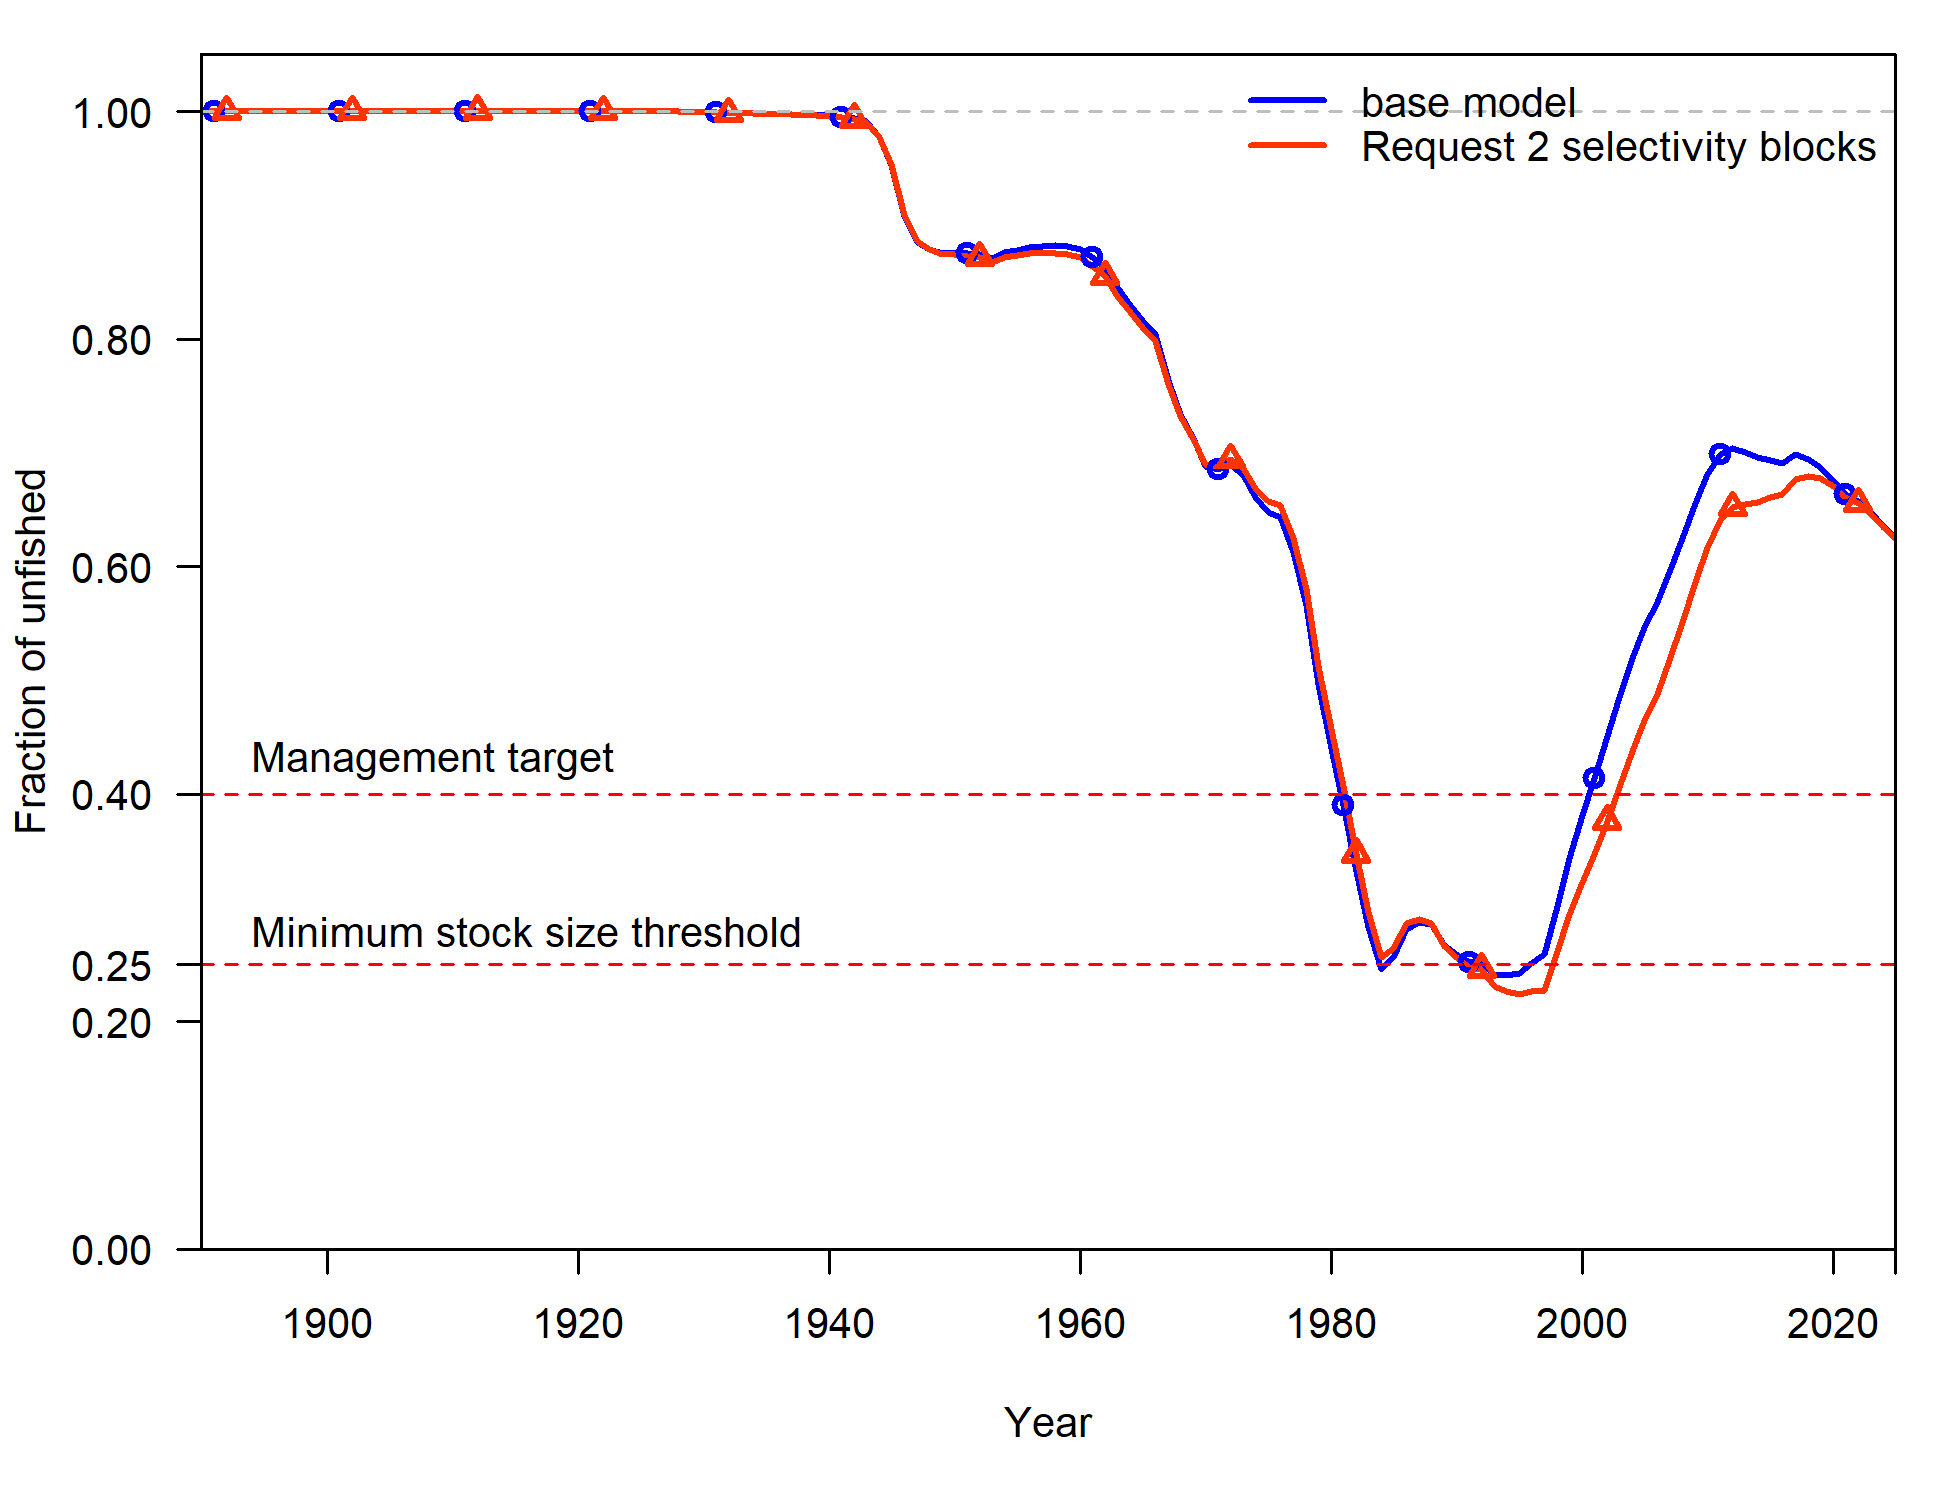 base model
Request 2 selectivity blocks
1.00
0.80
0.60
0.40
0.25
0.20
0.00
Fraction of unfished
Management target
Minimum stock size threshold
1900 1920 1940 1960 1980 2000 2020
Year